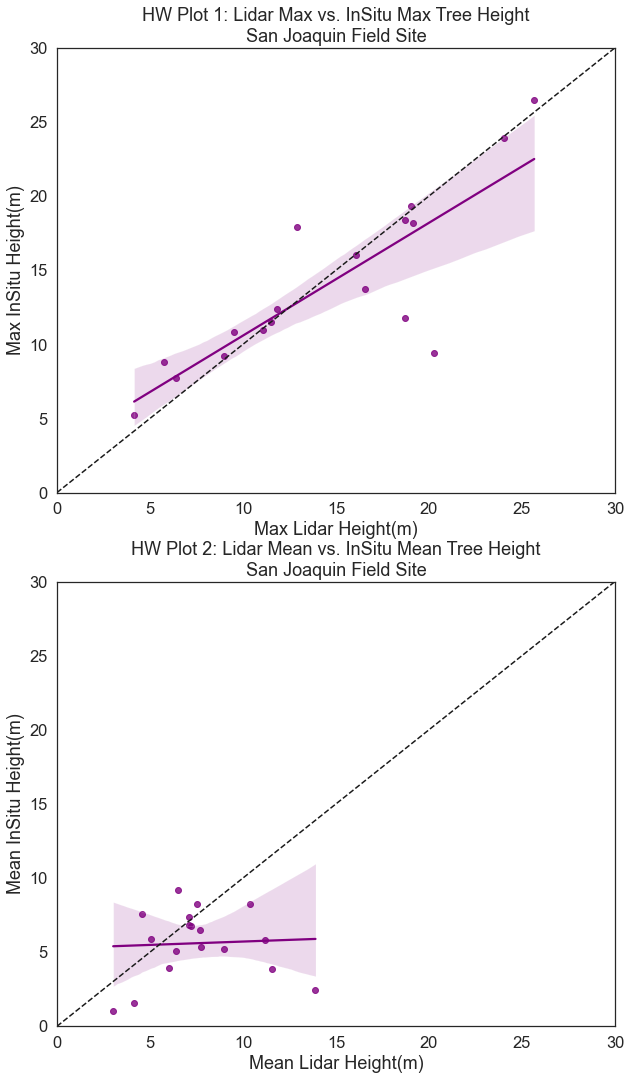 HW Plot 1: Lidar Max vs. InSitu Max Tree Height
San Joaquin Field Site
30
25
20
15
10
5
0
Max InSitu Height(m)
0 5 10 15 20 25 30
Max Lidar Height(m)
HW Plot 2: Lidar Mean vs. InSitu Mean Tree Height
San Joaquin Field Site
30
25
20
15
10
5
0
Mean InSitu Height(m)
0 5 10 15 20 25 30
Mean Lidar Height(m)